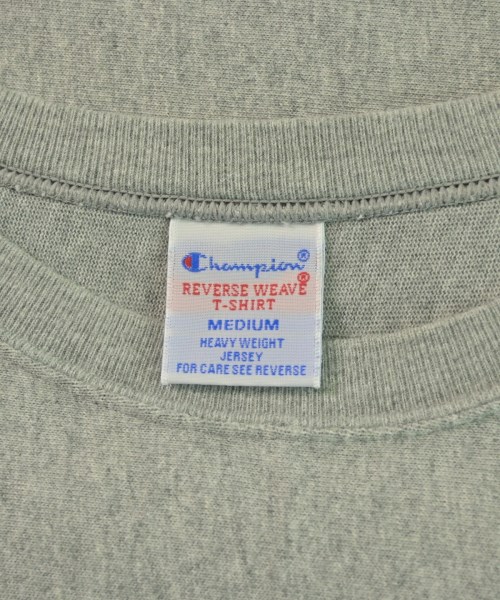 Champion®
REVERSE WEAVE®
T-SHIRT
MEDIUM
HEAVY WEIGHT
JERSEY
FOR CARE SEE REVERSE